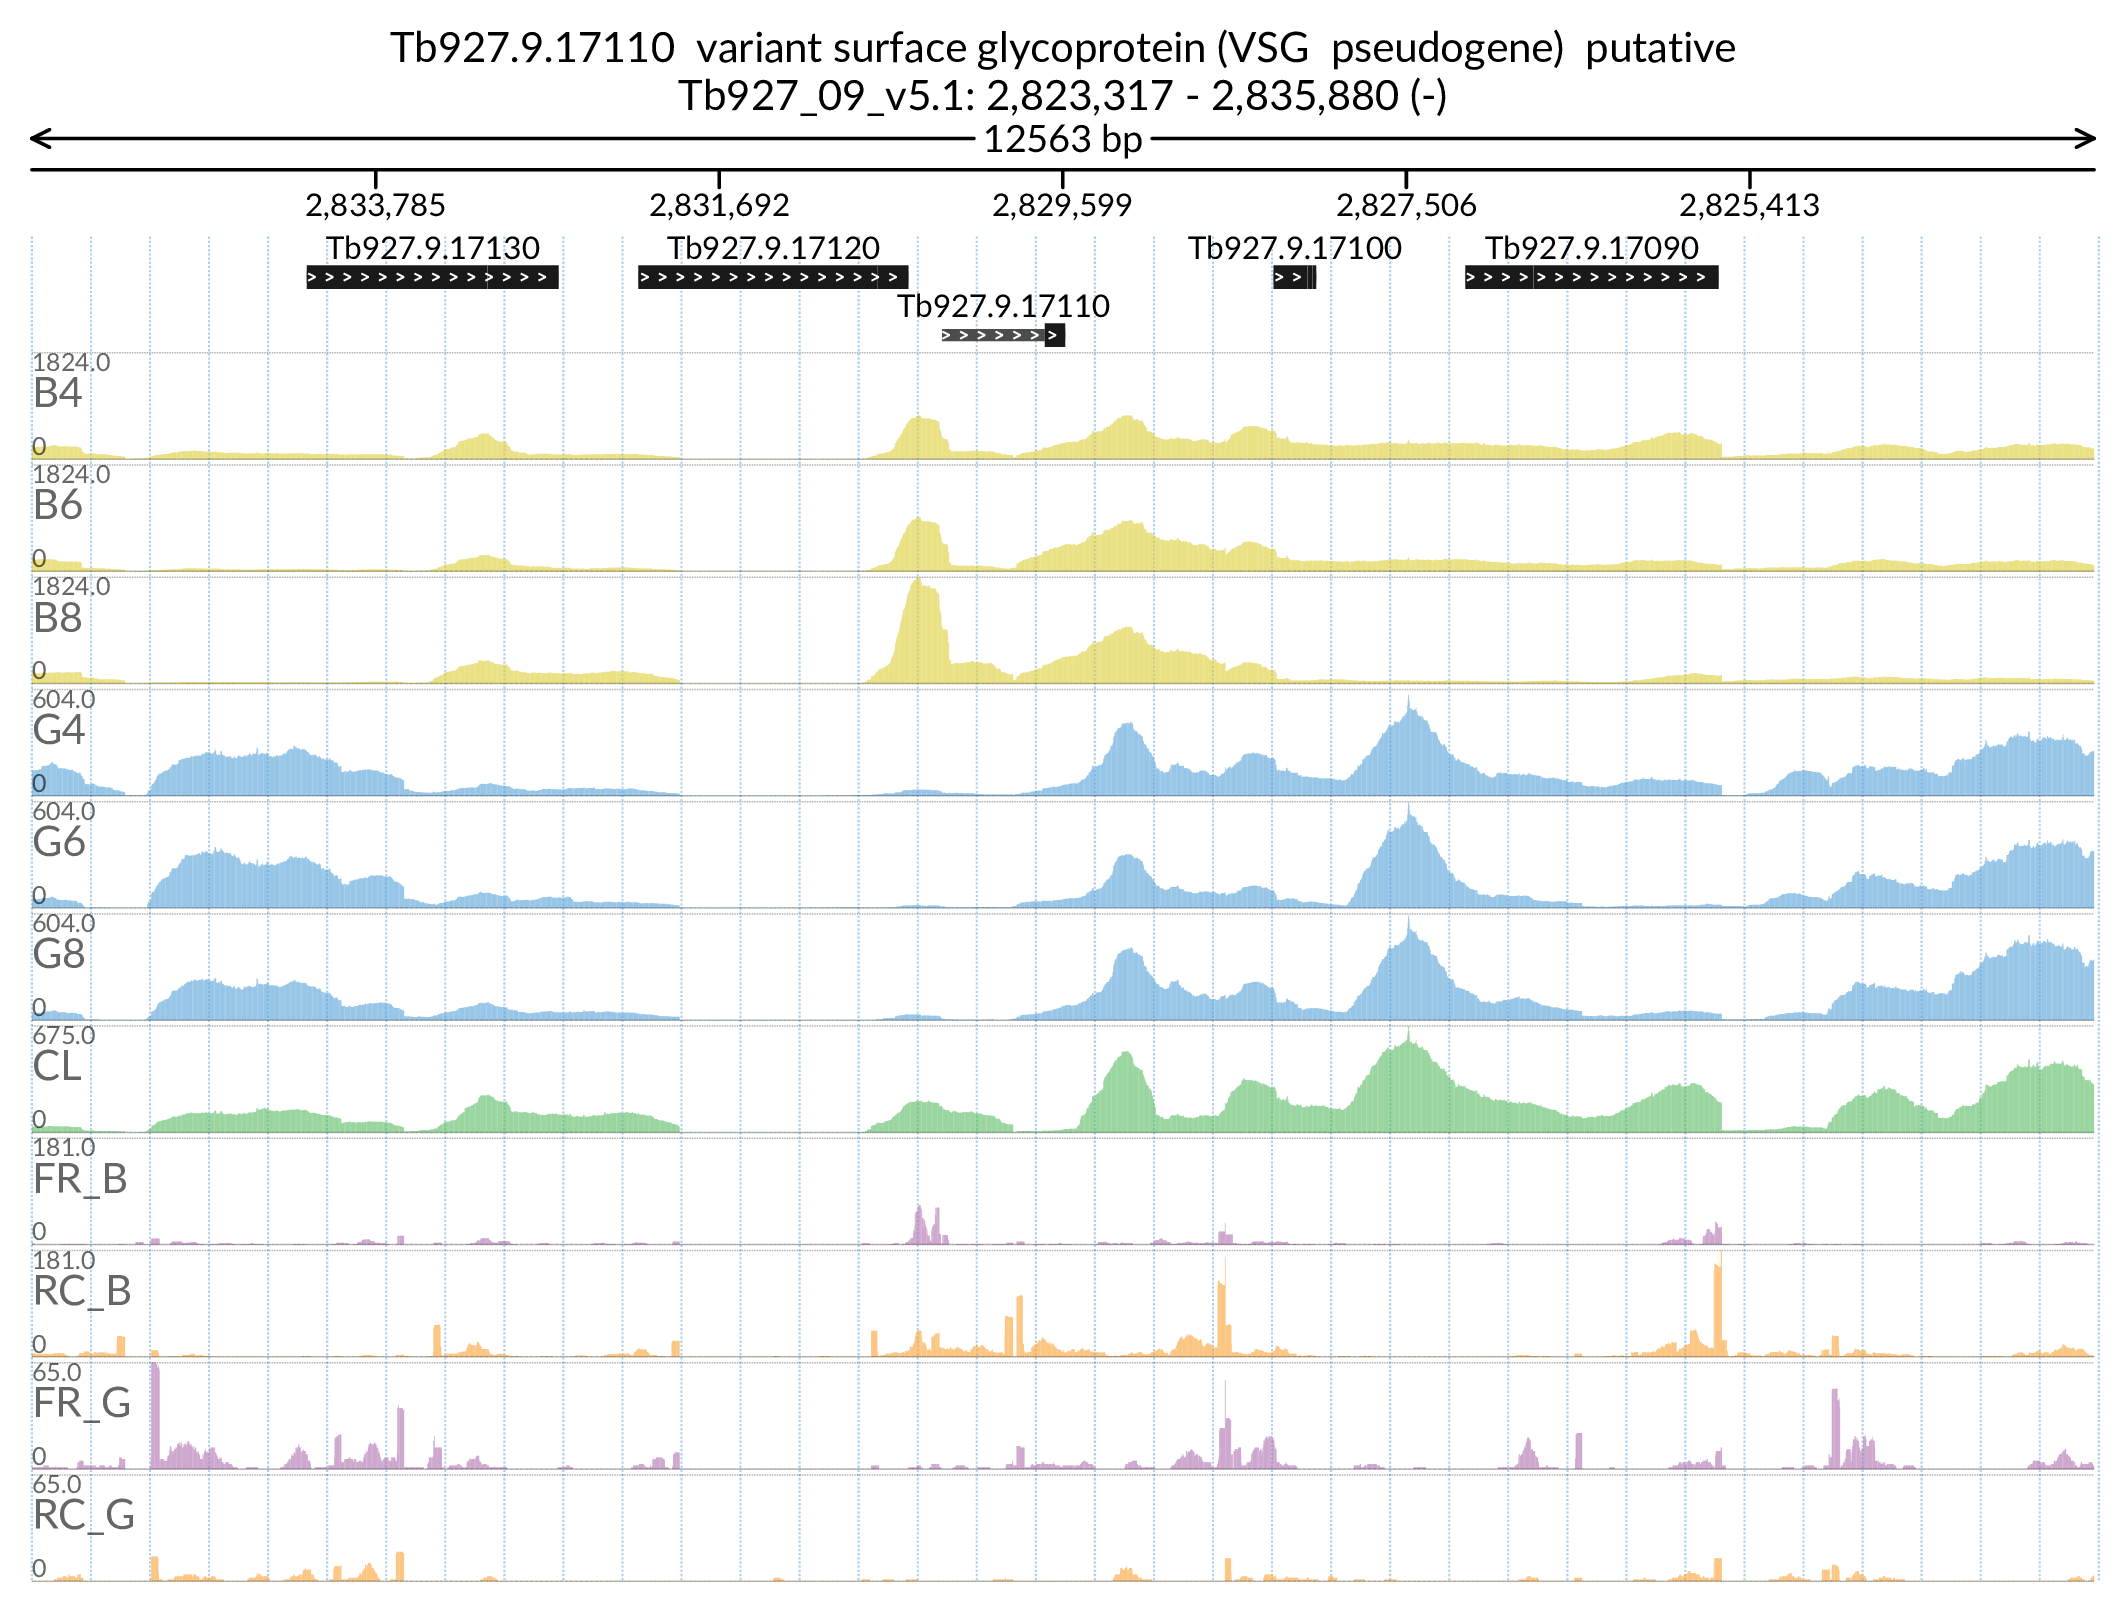 Tb927.9.17110 variant surface glycoprotein (VSG pseudogene) putative
Tb927_09_v5.1: 2,823,317 - 2,835,880 (-)
12563 bp
2,833,785 2,831,692 2,829,599 2,827,506 2,825,413
Tb927.9.17130 Tb927.9.17120 Tb927.9.17100 Tb927.9.17090
Tb927.9.17110
1824.0
B4
0
1824.0
B6
0
1824.0
B8
0
604.0
G4
0
604.0
G6
0
604.0
G8
0
675.0
CL
0
181.0
FR_B
0
181.0
RC_B
0
65.0
FR_G
0
65.0
RC_G
0